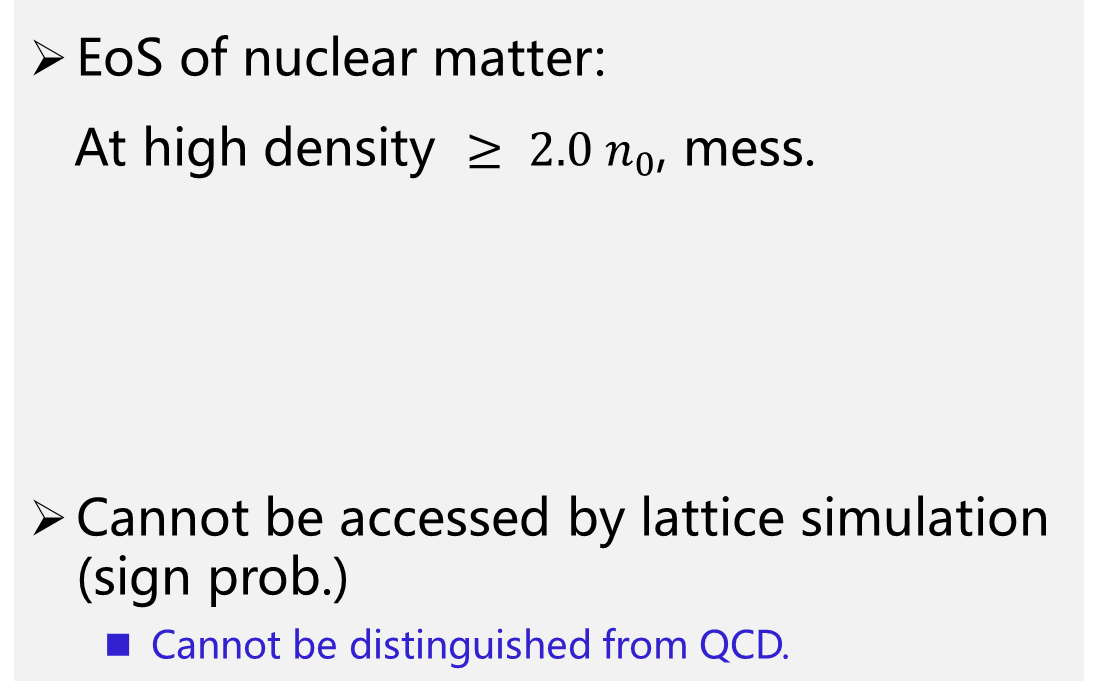 ➢ EoS of nuclear matter:
At high density ≥ 2.0 n₀, mess.
➢ Cannot be accessed by lattice simulation
(sign prob.)
■ Cannot be distinguished from QCD.